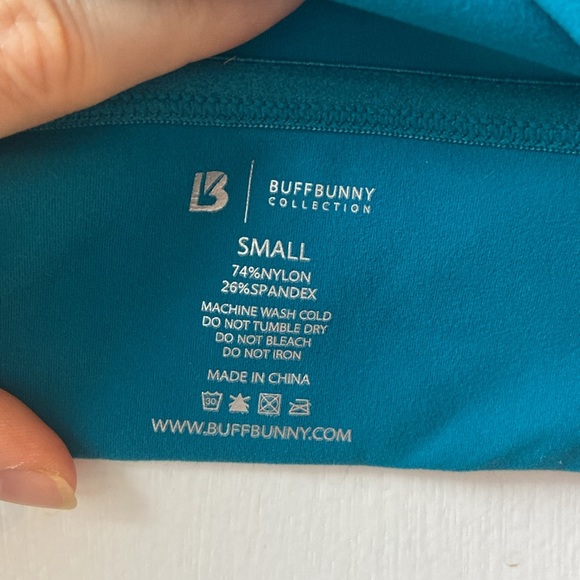 B
BUFFBUNNY
COLLECTION
SMALL
74%NYLON
26%SPANDEX
MACHINE WASH COLD
DO NOT TUMBLE DRY
DO NOT BLEACH
DO NOT IRON
MADE IN CHINA
30
WWW.BUFFBUNNY.COM